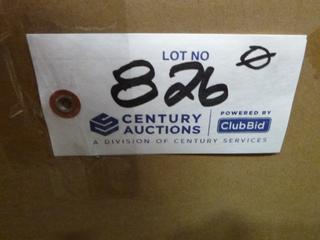 LOT NO
826
CENTURY
AUCTIONS
POWERED BY
ClubBid
A DIVISION OF CENTURY SERVICES